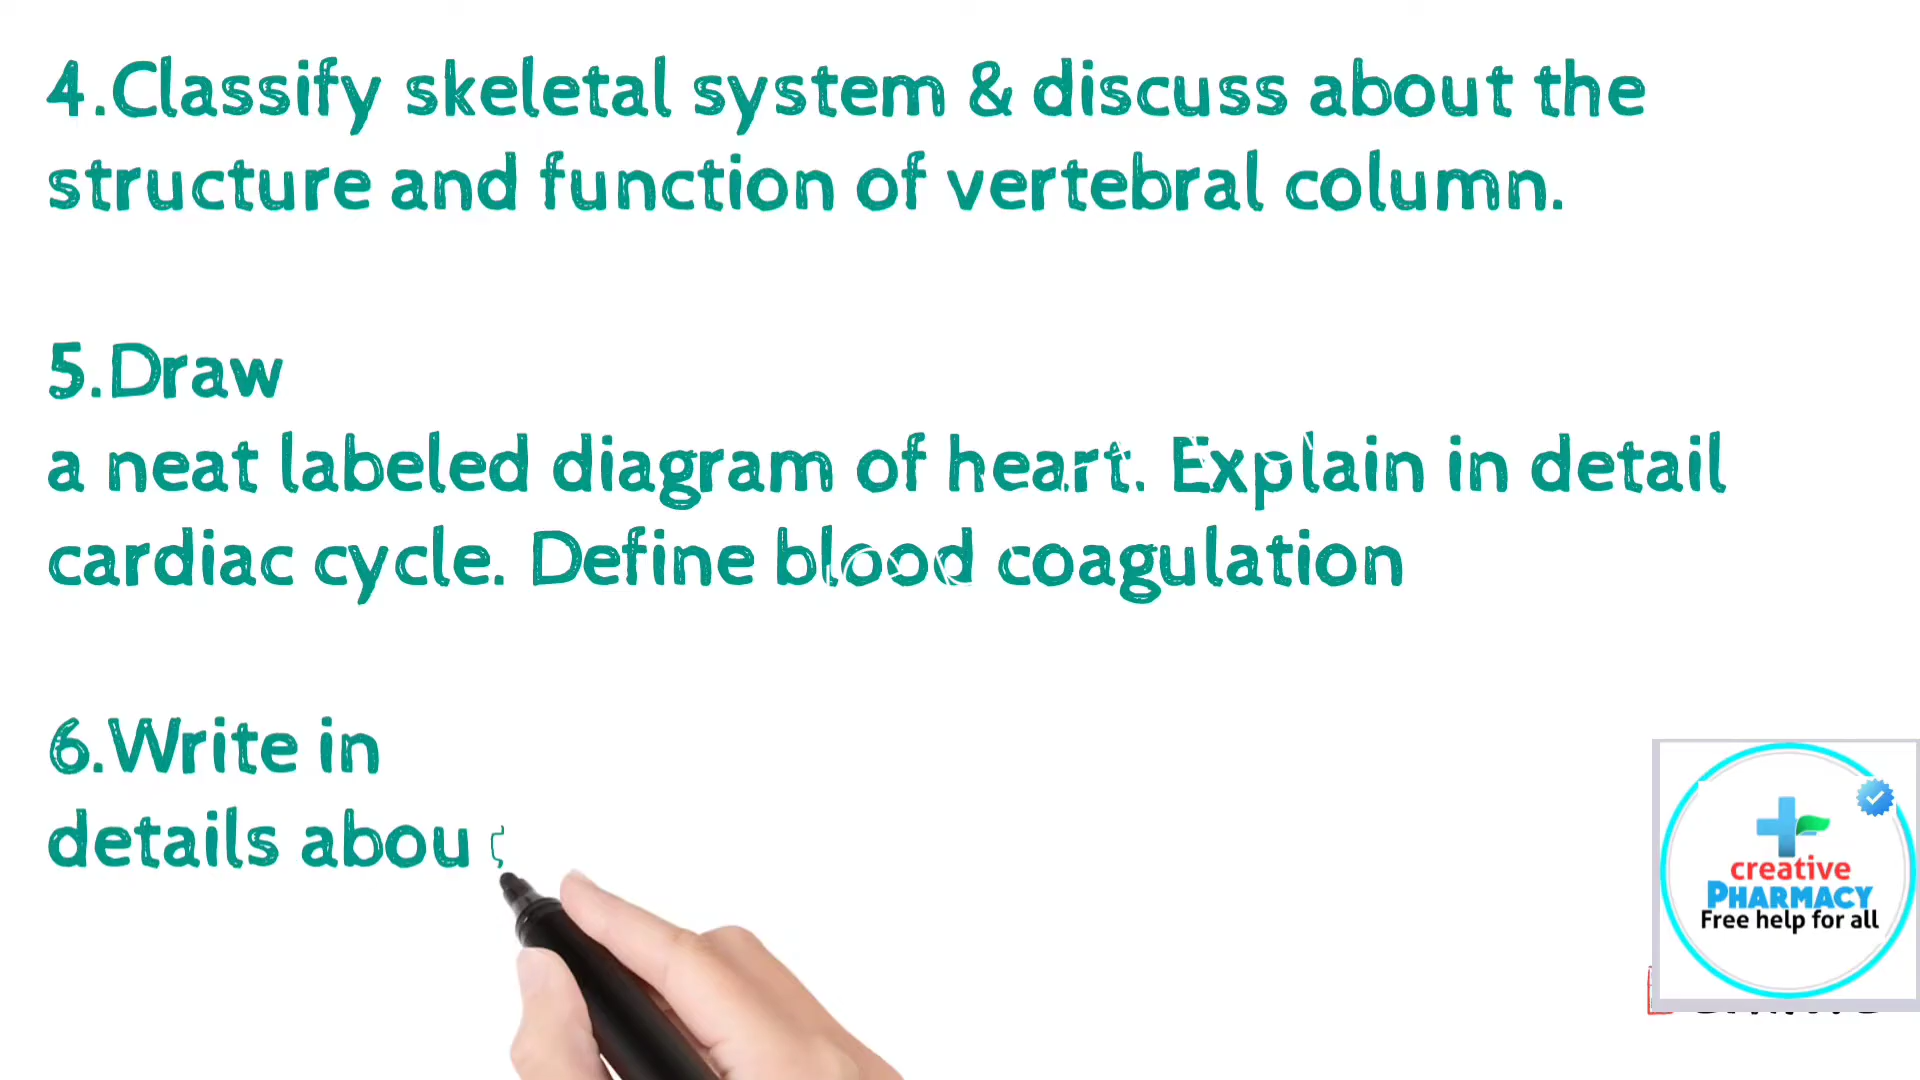 4.Classify skeletal system & discuss about the
structure and function of vertebral column.
5.Draw
a neat labeled diagram of heart. Explain in detail
cardiac cycle. Define blood coagulation
6.Write in
details abou
creative
PHARMACY
Free help for all